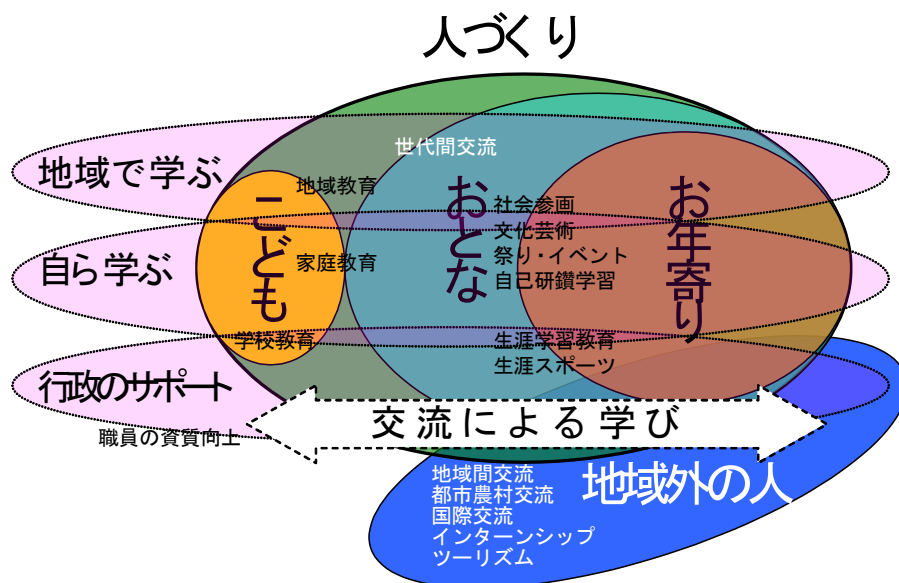 人づくり
世代間交流
地域で学ぶ
地域教育
こども
おとな
お年寄り
社会参画
文化芸術
祭り・イベント
自己研鑽学習
自ら学ぶ
家庭教育
学校教育
生涯学習教育
生涯スポーツ
行政のサポート
職員の資質向上
交流による学び
地域外の人
地域間交流
都市農村交流
国際交流
インターンシップ
ツーリズム